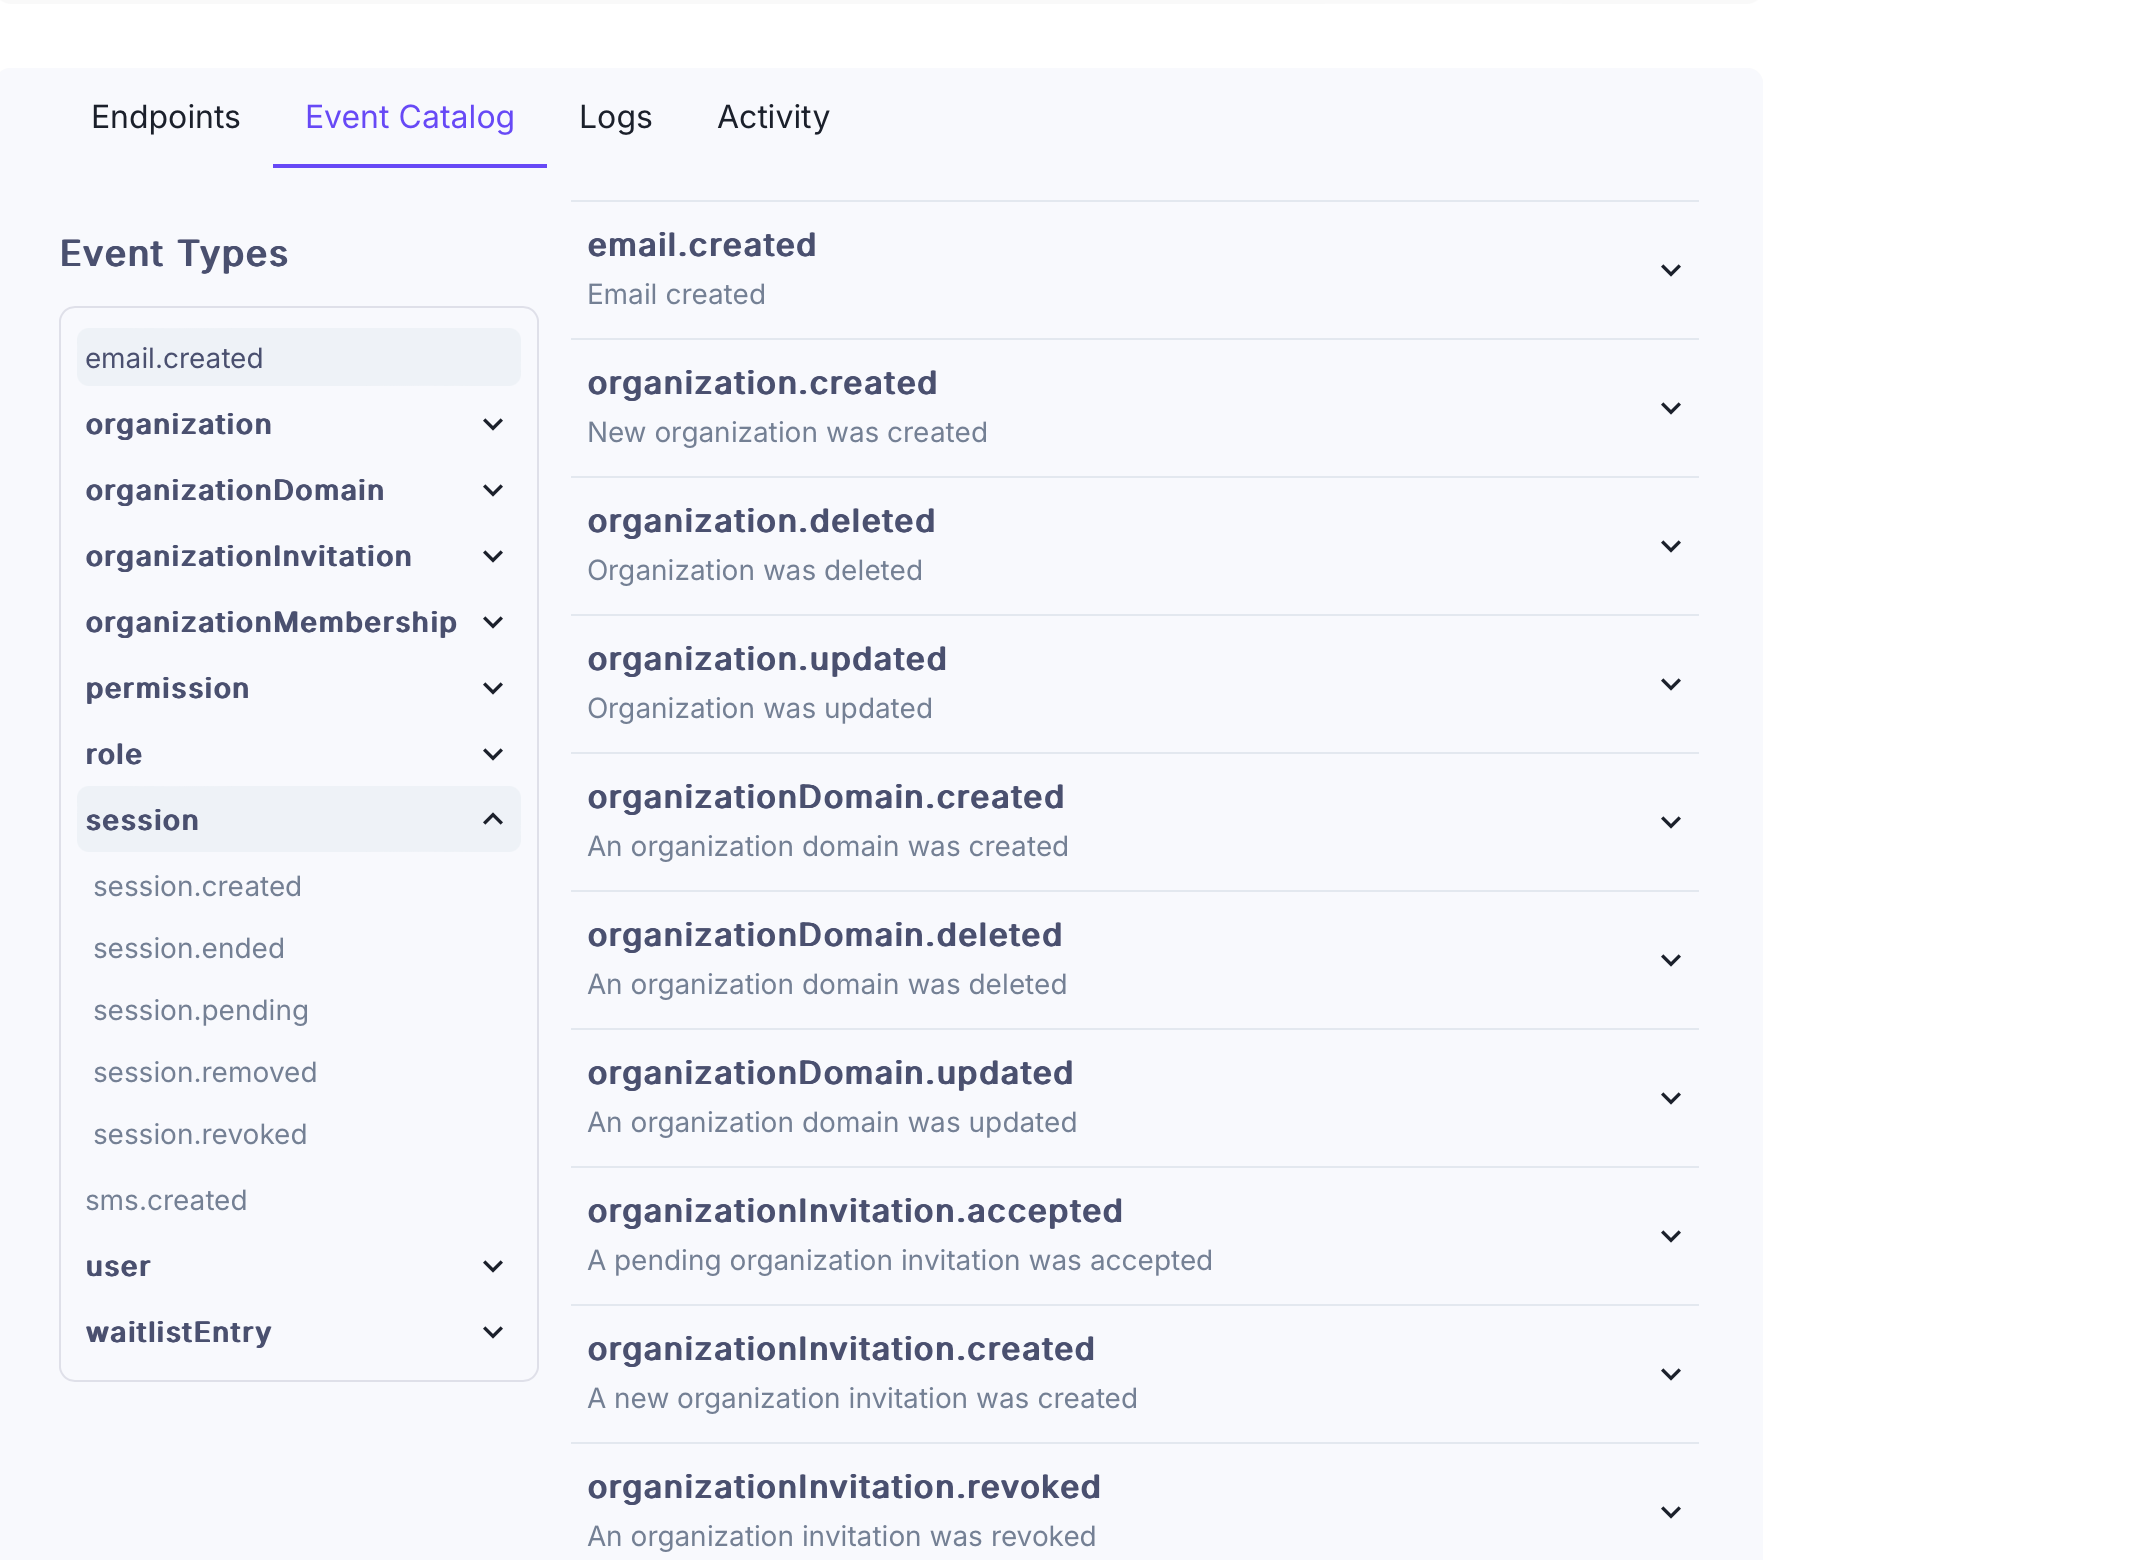 Endpoints
Event Catalog
Logs
Activity
Event Types
email.created
organization
organizationDomain
organizationInvitation
organizationMembership
permission
role
session
session.created
session.ended
session.pending
session.removed
session.revoked
sms.created
user
waitlistEntry
email.created
Email created
organization.created
New organization was created
organization.deleted
Organization was deleted
organization.updated
Organization was updated
organizationDomain.created
An organization domain was created
organizationDomain.deleted
An organization domain was deleted
organizationDomain.updated
An organization domain was updated
organizationInvitation.accepted
A pending organization invitation was accepted
organizationInvitation.created
A new organization invitation was created
organizationInvitation.revoked
An organization invitation was revoked